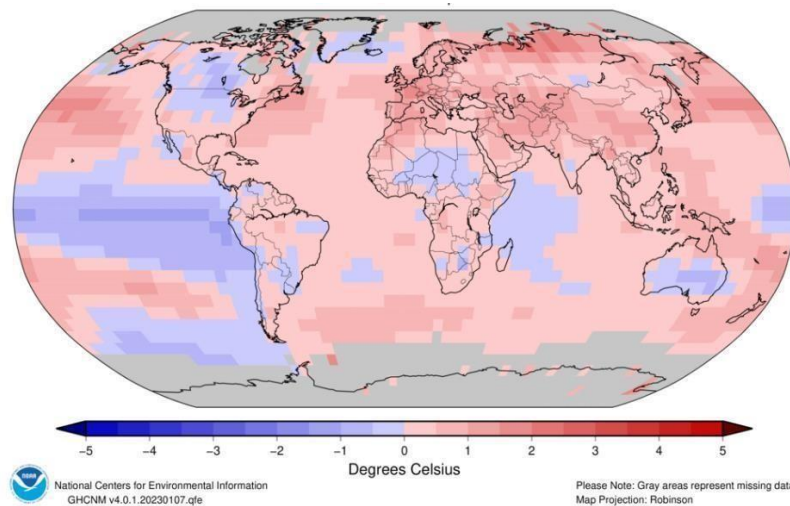 −5 −4 −3 −2 −1 0 1 2 3 4 5
Degrees Celsius
National Centers for Environmental Information
GHCNM v4.0.1.20230107.qfe
Please Note: Gray areas represent missing data
Map Projection: Robinson